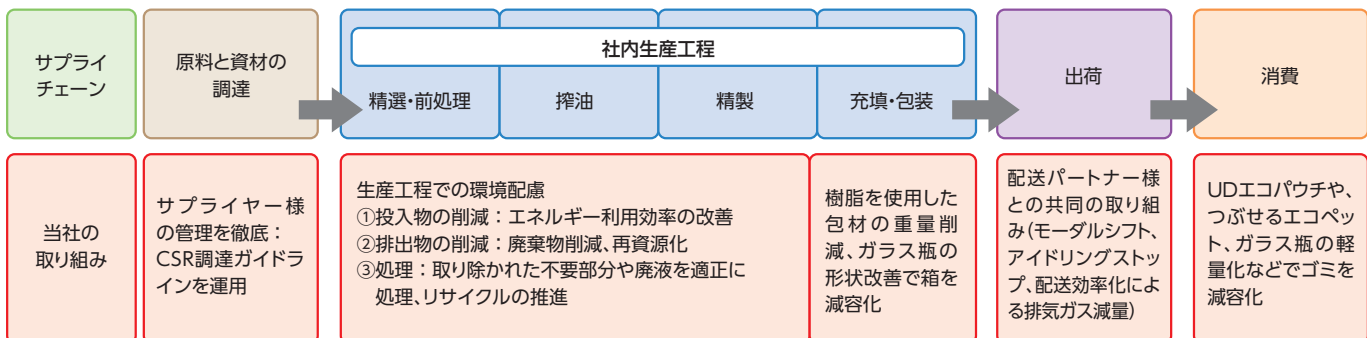 サプライ
チェーン
原料と資材の
調達
社内生産工程
精選・前処理
搾油
精製
充填・包装
出荷
消費
当社の
取り組み
サプライヤー様
の管理を徹底：
CSR調達ガイドラ
インを運用
生産工程での環境配慮
①投入物の削減：エネルギー利用効率の改善
②排出物の削減：廃棄物削減、再資源化
③処理：取り除かれた不要部分や廃液を適正に
処理、リサイクルの推進
樹脂を使用した
包材の重量削
減、ガラス瓶の
形状改善で箱を
減容化
配送パートナー様
との共同の取り組
み(モーダルシフト、
アイドリングストッ
プ、配送効率化によ
る排気ガス減量)
UDエコパウチや、
つぶせるエコペッ
ト、ガラス瓶の軽
量化などでゴミを
減容化